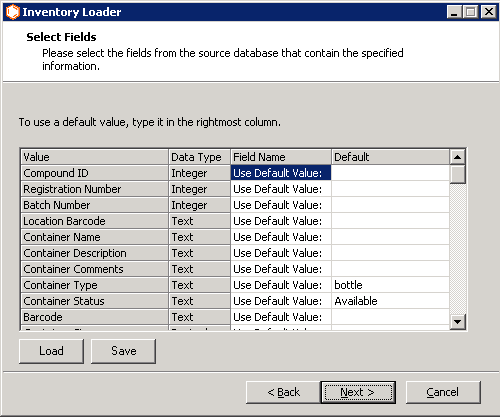 Inventory Loader
Select Fields
Please select the fields from the source database that contain the specified
information.
To use a default value, type it in the rightmost column.
Value Data Type Field Name Default
Compound ID Integer Use Default Value:
Registration Number Integer Use Default Value:
Batch Number Integer Use Default Value:
Location Barcode Text Use Default Value:
Container Name Text Use Default Value:
Container Description Text Use Default Value:
Container Comments Text Use Default Value:
Container Type Text Use Default Value: bottle
Container Status Text Use Default Value: Available
Barcode Text Use Default Value:
Load Save
< Back Next > Cancel